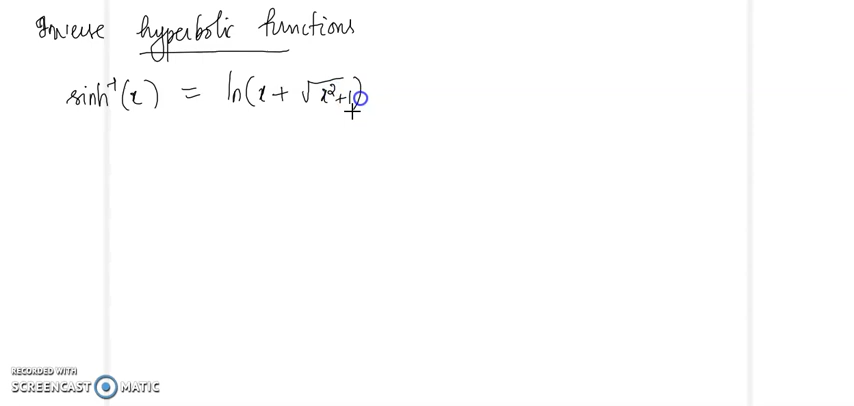 Inverse hyperbolic functions
sinh⁻¹(x) = ln(x + √x²+1)
RECORDED WITH
SCREENCAST MATIC